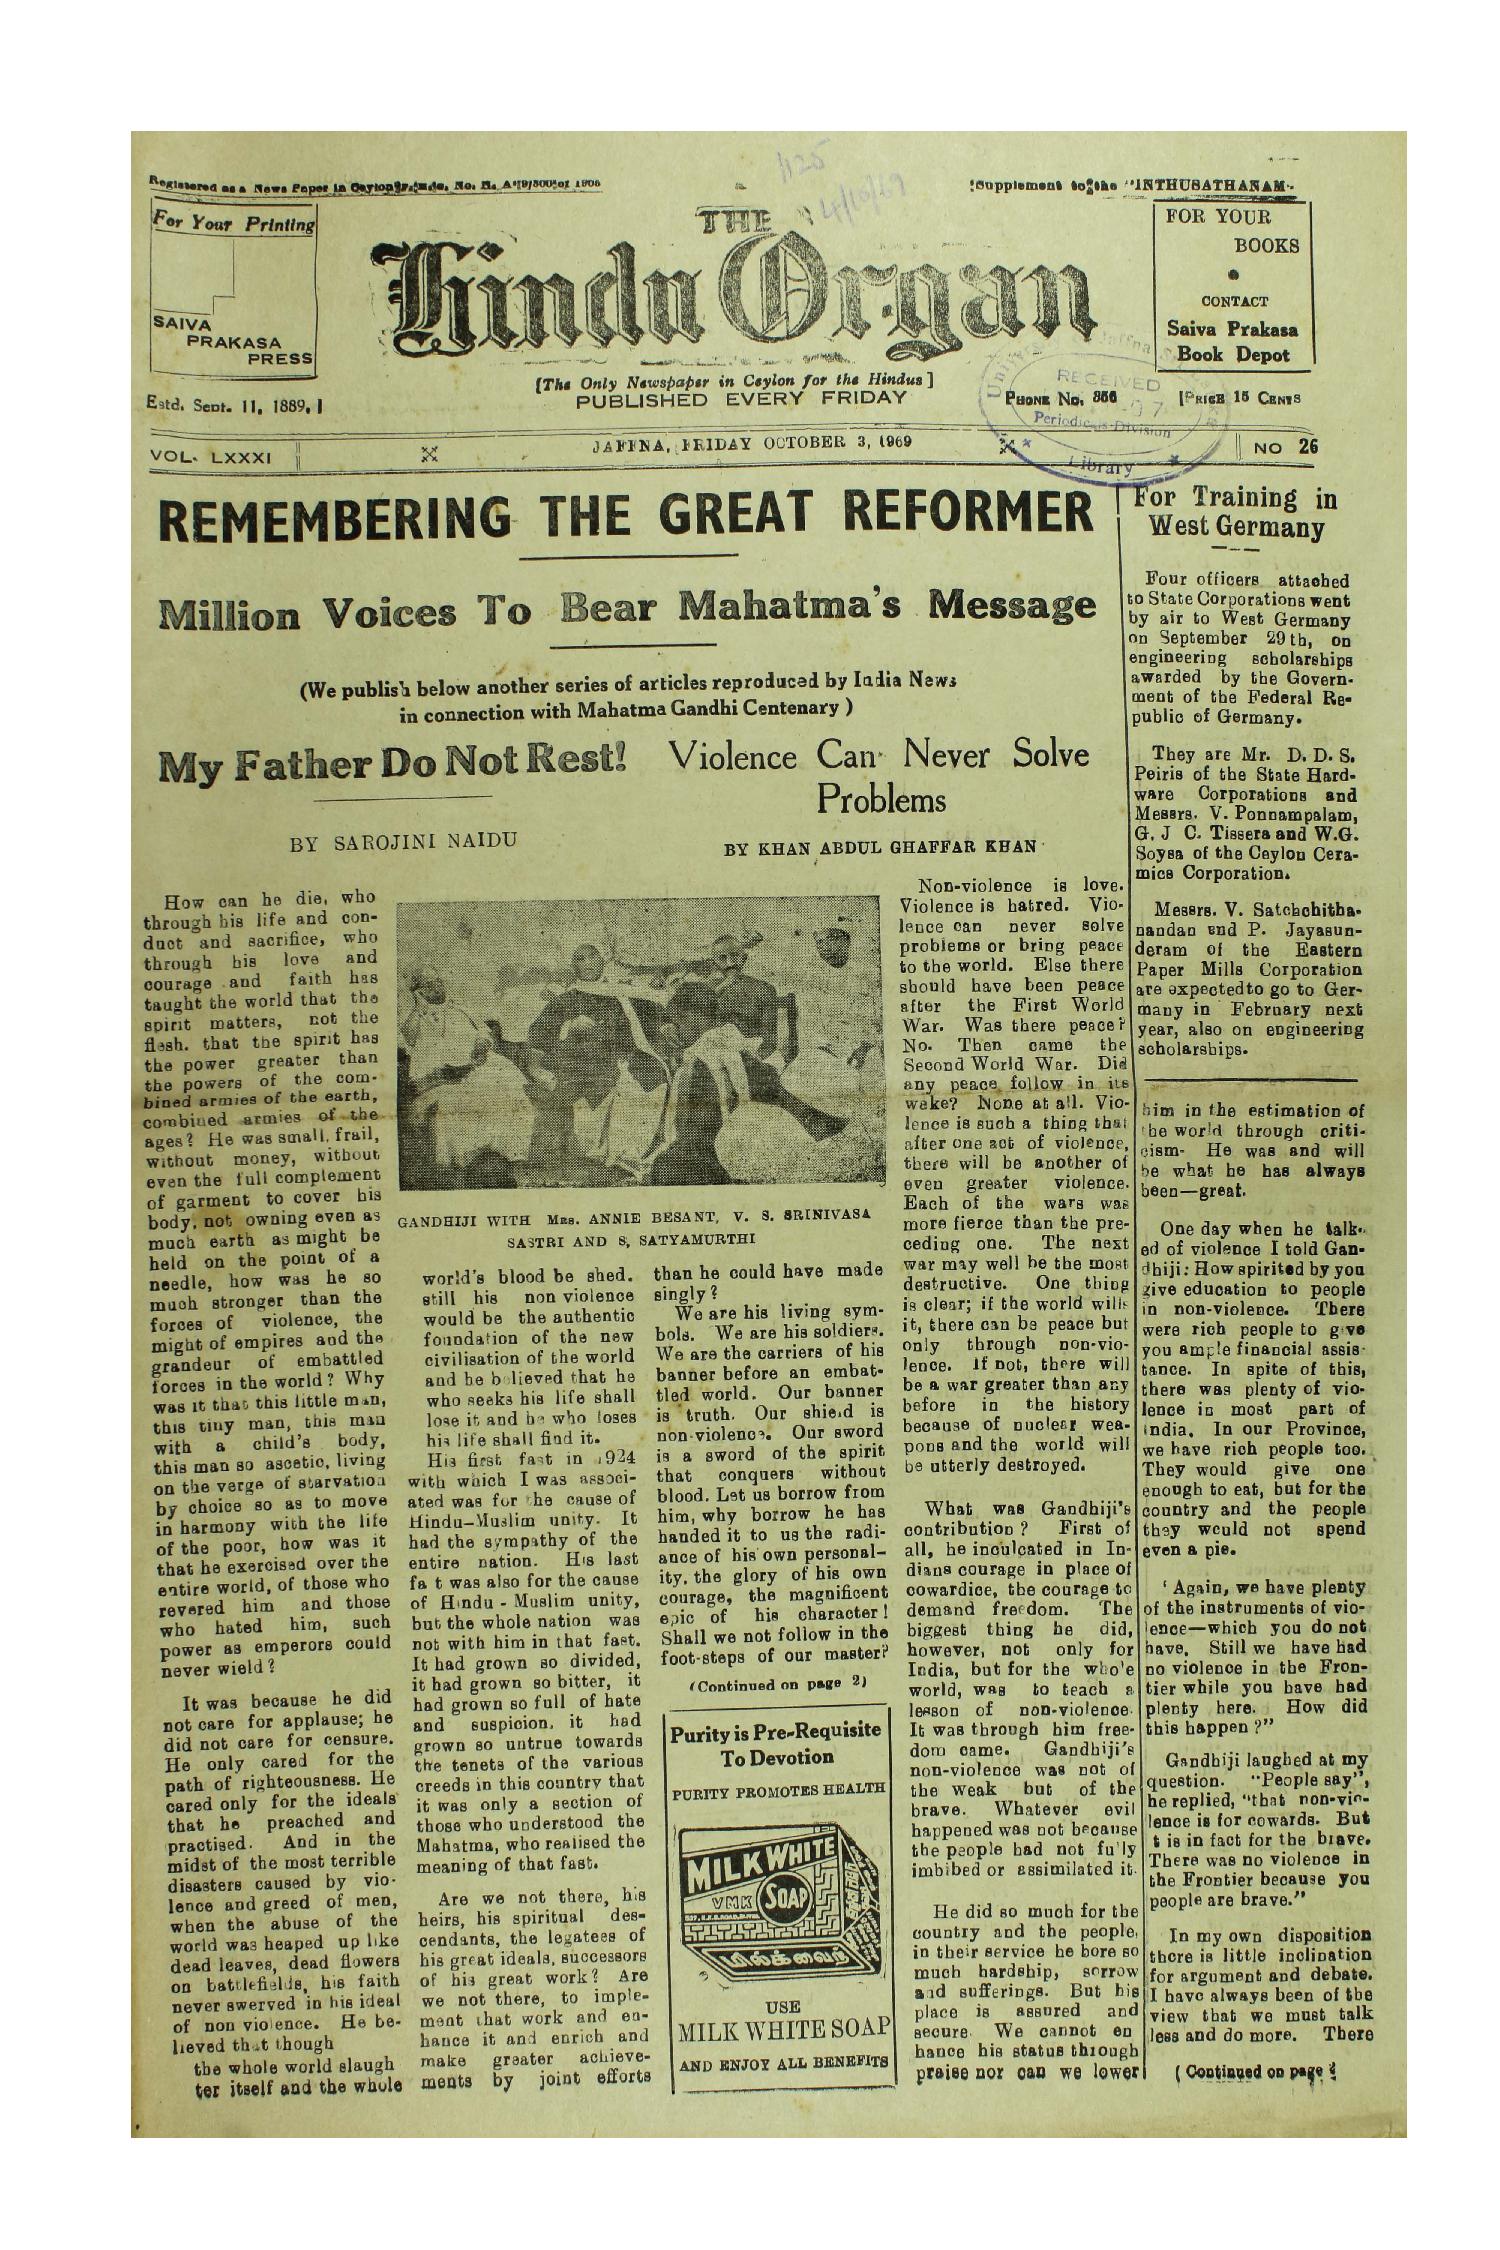 Registered as a News Paper in Ceylon
"Supplement to the "INTHUSATHANAM"
1125
4/10/69
For Your Printing
SAIVA
PRAKASA
PRESS
THE
Hindu Organ
FOR YOUR
BOOKS
CONTACT
Saiva Prakasa
Book Depot
[The Only Newspaper in Ceylon for the Hindus]
Estd. Sept. 11, 1889,
PUBLISHED EVERY FRIDAY
PHONE No. 856
PRICE 15 CENTS
RECEIVED
Periodicals Division
Library
VOL. LXXXI
JAFFNA, FRIDAY OCTOBER 3, 1969
NO 26
REMEMBERING THE GREAT REFORMER
Million Voices To Bear Mahatma's Message
(We publish below another series of articles reproduced by India News
in connection with Mahatma Gandhi Centenary )
My Father Do Not Rest!
BY SAROJINI NAIDU
How can he die, who
through his life and con-
duct and sacrifice, who
through his love and
courage and faith has
taught the world that the
spirit matters, not the
flesh. that the spirit has
the power greater than
the powers of the com-
bined armies of the earth,
combined armies of the
ages? He was small, frail,
without money, without
even the full complement
of garment to cover his
body, not owning even as
much earth as might be
held on the point of a
needle, how was he so
much stronger than the
forces of violence, the
might of empires and the
grandeur of embattled
forces in the world? Why
was it that this little man,
this tiny man, this man
with a child's body,
this man so ascetic, living
on the verge of starvation
by choice so as to move
in harmony with the life
of the poor, how was it
that he exercised over the
entire world, of those who
revered him and those
who hated him, such
power as emperors could
never wield?
It was because he did
not care for applause; he
did not care for censure.
He only cared for the
path of righteousness. He
cared only for the ideals
that he preached and
practised. And in the
midst of the most terrible
disasters caused by vio-
lence and greed of men,
when the abuse of the
world was heaped up like
dead leaves, dead flowers
on battlefields, his faith
never swerved in his ideal
of non violence. He be-
lieved that though
the whole world slaugh
ter itself and the whole
GANDHIJI WITH MRS. ANNIE BESANT, V. S. SRINIVASA
SASTRI AND S, SATYAMURTHI
world's blood be shed.
still his non violence
would be the authentic
foundation of the new
civilisation of the world
and he believed that he
who seeks his life shall
lose it and he who loses
his life shall find it.
His first fast in 1924
with which I was associ-
ated was for the cause of
Hindu-Muslim unity. It
had the sympathy of the
entire nation. His last
fa t was also for the cause
of Hindu - Muslim unity,
but the whole nation was
not with him in that fast.
It had grown so divided,
it had grown so bitter, it
had grown so full of hate
and suspicion, it had
grown so untrue towards
the tenets of the various
creeds in this country that
it was only a section of
those who understood the
Mahatma, who realised the
meaning of that fast.
Are we not there, his
heirs, his spiritual des-
cendants, the legatees of
his great ideals, successors
of his great work? Are
we not there, to imple-
ment that work and en-
hance it and enrich and
make greater achieve-
ments by joint efforts
than he could have made
singly?
We are his living sym-
bols. We are his soldiers.
We are the carriers of his
banner before an embat-
tled world. Our banner
is truth. Our shield is
non-violence. Our sword
is a sword of the spirit
that conquers without
blood. Let us borrow from
him, why borrow he has
handed it to us the radi-
ance of his own personal-
ity, the glory of his own
courage, the magnificent
epic of his character!
Shall we not follow in the
foot-steps of our master?
(Continued on page 2)
Purity is Pre-Requisite
To Devotion
PURITY PROMOTES HEALTH
MILK WHITE
VMK SOAP
மில்க்வைற்
USE
MILK WHITE SOAP
AND ENJOY ALL BENEFITS
Violence Can Never Solve
Problems
BY KHAN ABDUL GHAFFAR KHAN
Non-violence is love.
Violence is hatred. Vio-
lence can never solve
problems or bring peace
to the world. Else there
should have been peace
after the First World
War. Was there peace?
No. Then came the
Second World War. Did
any peace follow in its
wake? None at all. Vio-
lence is such a thing that
after one act of violence,
there will be another of
even greater violence.
Each of the wars was
more fierce than the pre-
ceding one. The next
war may well be the most
destructive. One thing
is clear; if the world wills
it, there can be peace but
only through non-vio-
lence. If not, there will
be a war greater than any
before in the history
because of nuclear wea-
pons and the world will
be utterly destroyed.
What was Gandhiji's
contribution? First of
all, he inculcated in In-
dians courage in place of
cowardice, the courage to
demand freedom. The
biggest thing he did,
however, not only for
India, but for the who'e
world, was to teach a
lesson of non-violence.
It was through him free-
dom came. Gandhiji's
non-violence was not of
the weak but of the
brave. Whatever evil
happened was not because
the people had not fully
imbibed or assimilated it.
He did so much for the
country and the people,
in their service he bore so
much hardship, sorrow
and sufferings. But his
place is assured and
secure. We cannot en
hance his status through
praise nor can we lower
him in the estimation of
the world through criti-
cism- He was and will
be what he has always
been—great.
One day when he talk-
ed of violence I told Gan-
dhiji: How spirited by you
give education to people
in non-violence. There
were rich people to give
you ample financial assis-
tance. In spite of this,
there was plenty of vio-
lence in most part of
India. In our Province,
we have rich people too.
They would give one
enough to eat, but for the
country and the people
they would not spend
even a pie.
'Again, we have plenty
of the instruments of vio-
lence—which you do not
have. Still we have had
no violence in the Fron-
tier while you have had
plenty here. How did
this happen?"
Gandhiji laughed at my
question. "People say",
he replied, "that non-vio-
lence is for cowards. But
t is in fact for the brave.
There was no violence in
the Frontier because you
people are brave."
In my own disposition
there is little inclination
for argument and debate.
I have always been of the
view that we must talk
less and do more. There
(Continued on page
For Training in
West Germany
Four officers attached
to State Corporations went
by air to West Germany
on September 29th, on
engineering scholarships
awarded by the Govern-
ment of the Federal Re-
public of Germany.
They are Mr. D. D. S.
Peiris of the State Hard-
ware Corporations and
Messrs. V. Ponnampalam,
G. J C. Tissera and W.G.
Soysa of the Ceylon Cera-
mics Corporation.
Messrs. V. Satchchitha-
nandan and P. Jayasun-
deram of the Eastern
Paper Mills Corporation
are expected to go to Ger-
many in February next
year, also on engineering
scholarships.